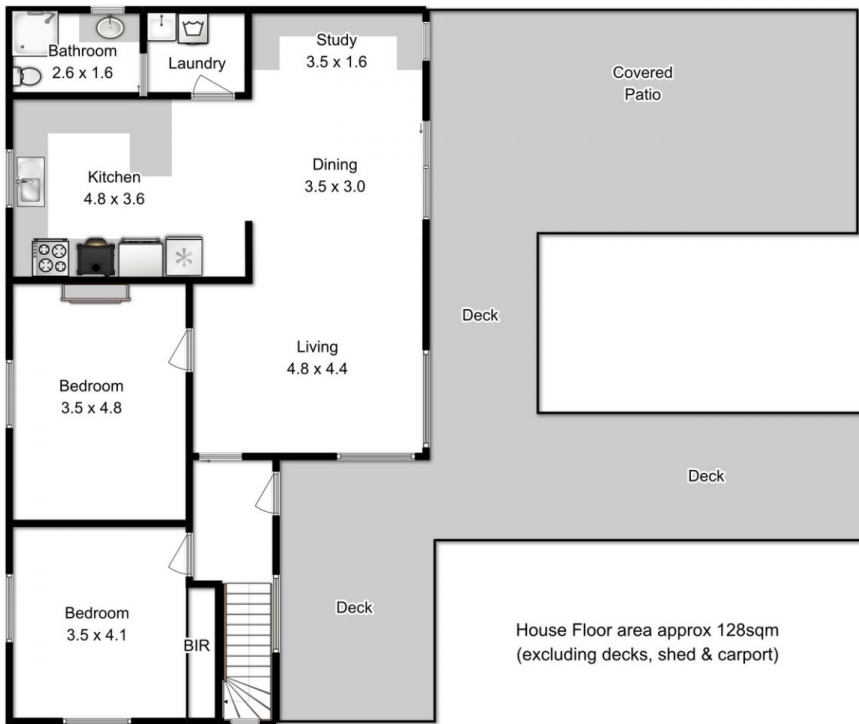 Bathroom
2.6 x 1.6
Laundry
Study
3.5 x 1.6
Covered
Patio
Kitchen
4.8 x 3.6
Dining
3.5 x 3.0
Deck
Living
4.8 x 4.4
Bedroom
3.5 x 4.8
Deck
Bedroom
3.5 x 4.1
BIR
Deck
House Floor area approx 128sqm
(excluding decks, shed & carport)